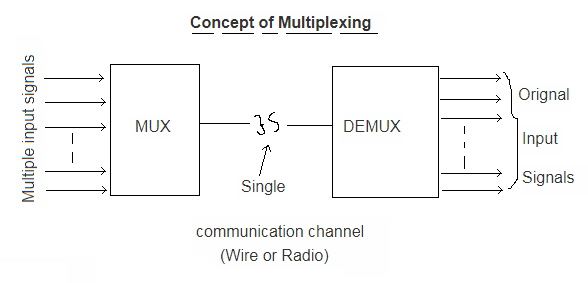 Concept of Multiplexing
Multiple input signals
MUX
DEMUX
Orignal
Input
Signals
Single
communication channel
(Wire or Radio)